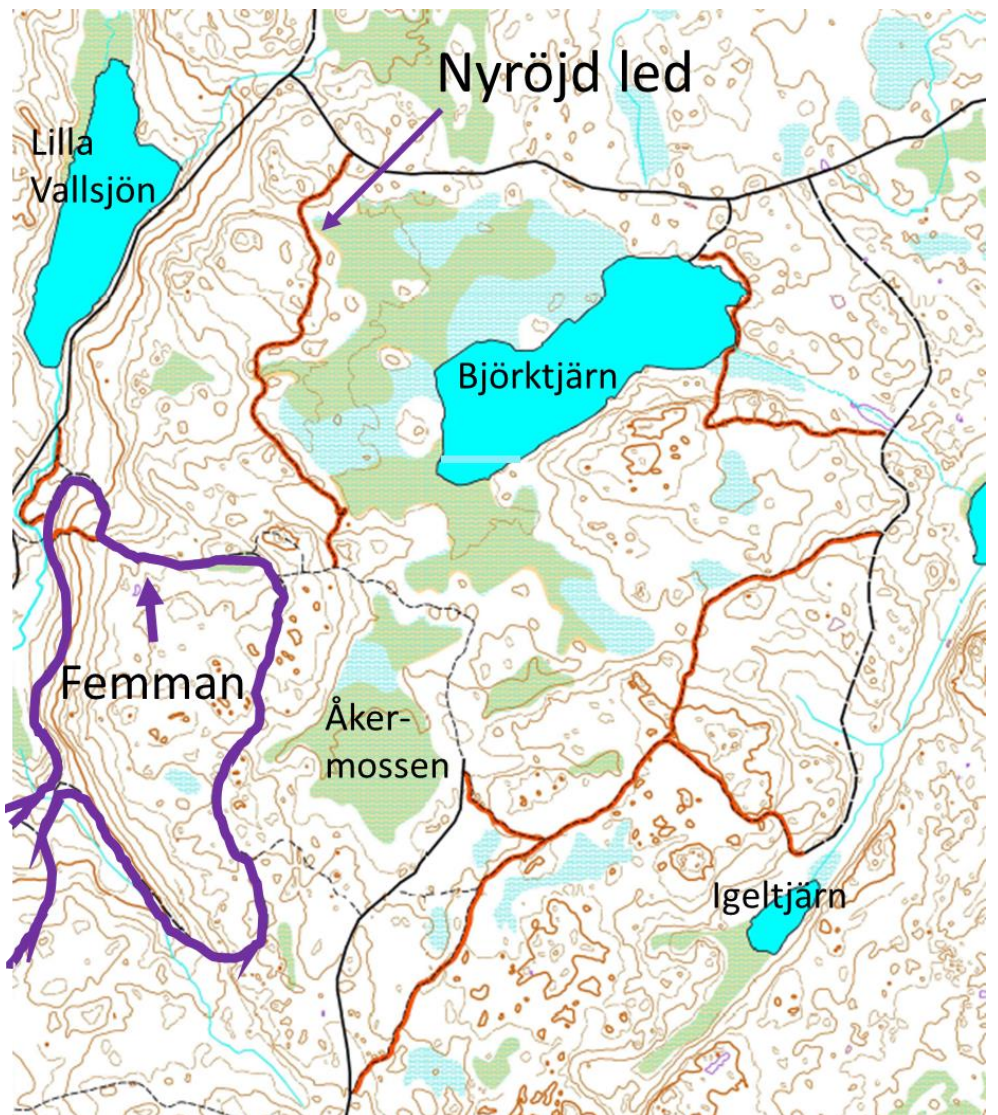 Nyröjd led
Lilla
Vallsjön
Björktjärn
Femman
Åker-
mossen
Igeltjärn